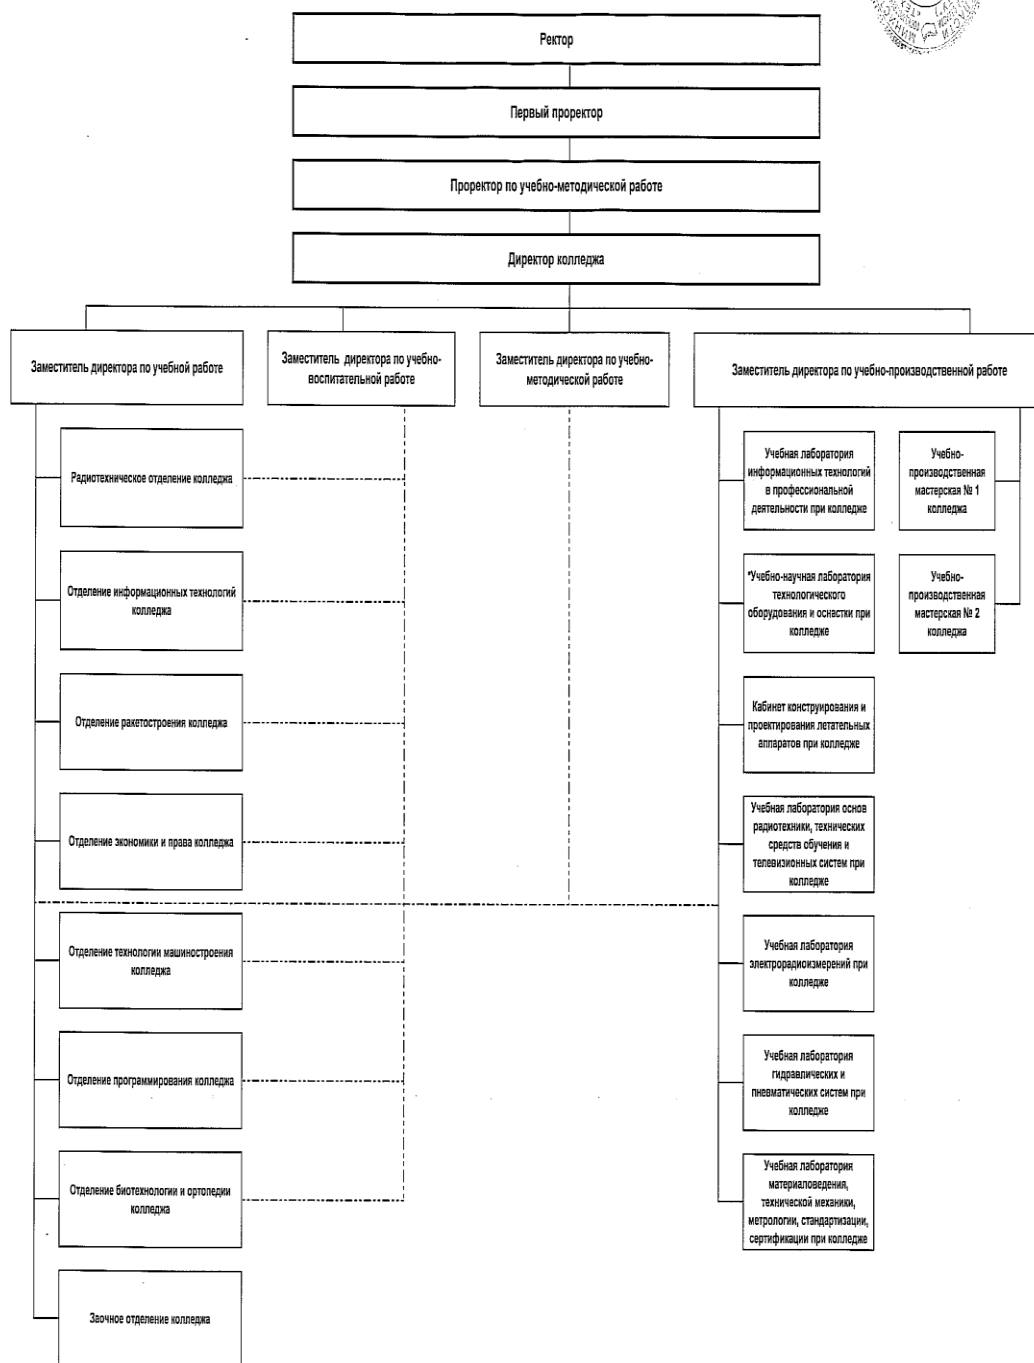 Ректор
Первый проректор
Проректор по учебно-методической работе
Директор колледжа
Заместитель директора по учебной работе
Заместитель директора по учебно-
воспитательной работе
Заместитель директора по учебно-
методической работе
Заместитель директора по учебно-производственной работе
Радиотехническое отделение колледжа
Отделение информационных технологий
колледжа
Отделение ракетостроения колледжа
Отделение экономики и права колледжа
Отделение технологии машиностроения
колледжа
Отделение программирования колледжа
Отделение биотехнологии и ортопедии
колледжа
Заочное отделение колледжа
Учебная лаборатория
информационных технологий
в профессиональной
деятельности при колледже
*Учебно-научная лаборатория
технологического
оборудования и оснастки при
колледже
Кабинет конструирования и
проектирования летательных
аппаратов при колледже
Учебная лаборатория основ
радиотехники, технических
средств обучения и
телевизионных систем при
колледже
Учебная лаборатория
электрорадиоизмерений при
колледже
Учебная лаборатория
гидравлических и
пневматических систем при
колледже
Учебная лаборатория
материаловедения,
технической механики,
метрологии, стандартизации,
сертификации при колледже
Учебно-
производственная
мастерская № 1
колледжа
Учебно-
производственная
мастерская № 2
колледжа